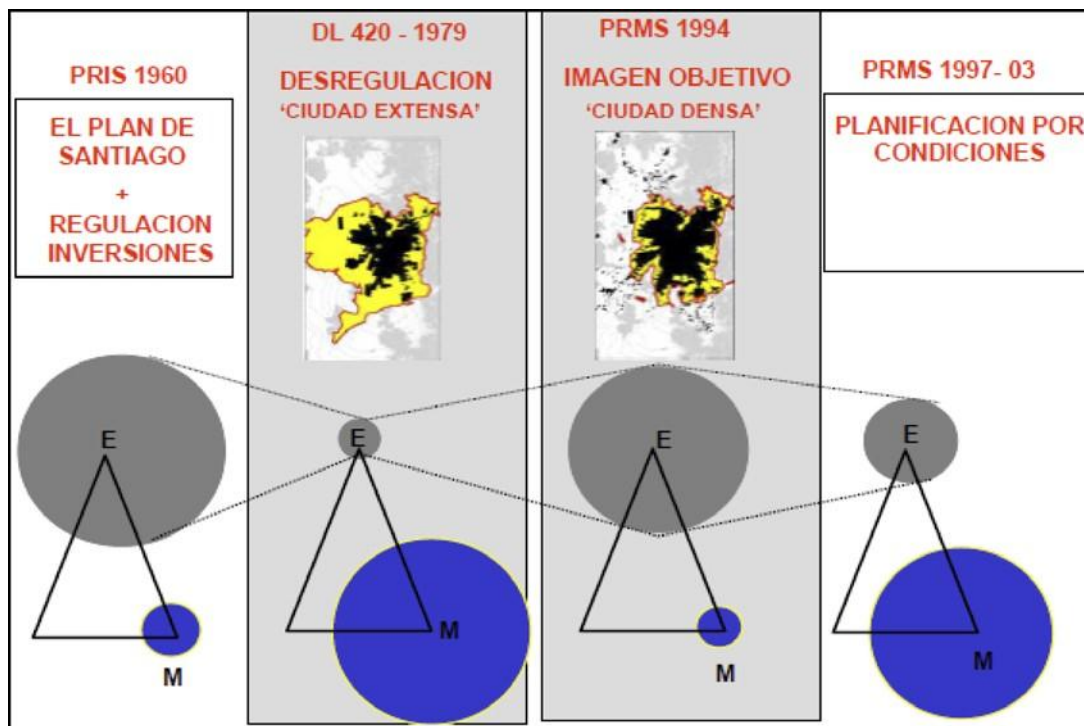 PRIS 1960
EL PLAN DE
SANTIAGO
+
REGULACION
INVERSIONES
E
M
DL 420 - 1979
DESREGULACION
‘CIUDAD EXTENSA’
E
M
PRMS 1994
IMAGEN OBJETIVO
‘CIUDAD DENSA’
E
M
PRMS 1997- 03
PLANIFICACION POR
CONDICIONES
E
M